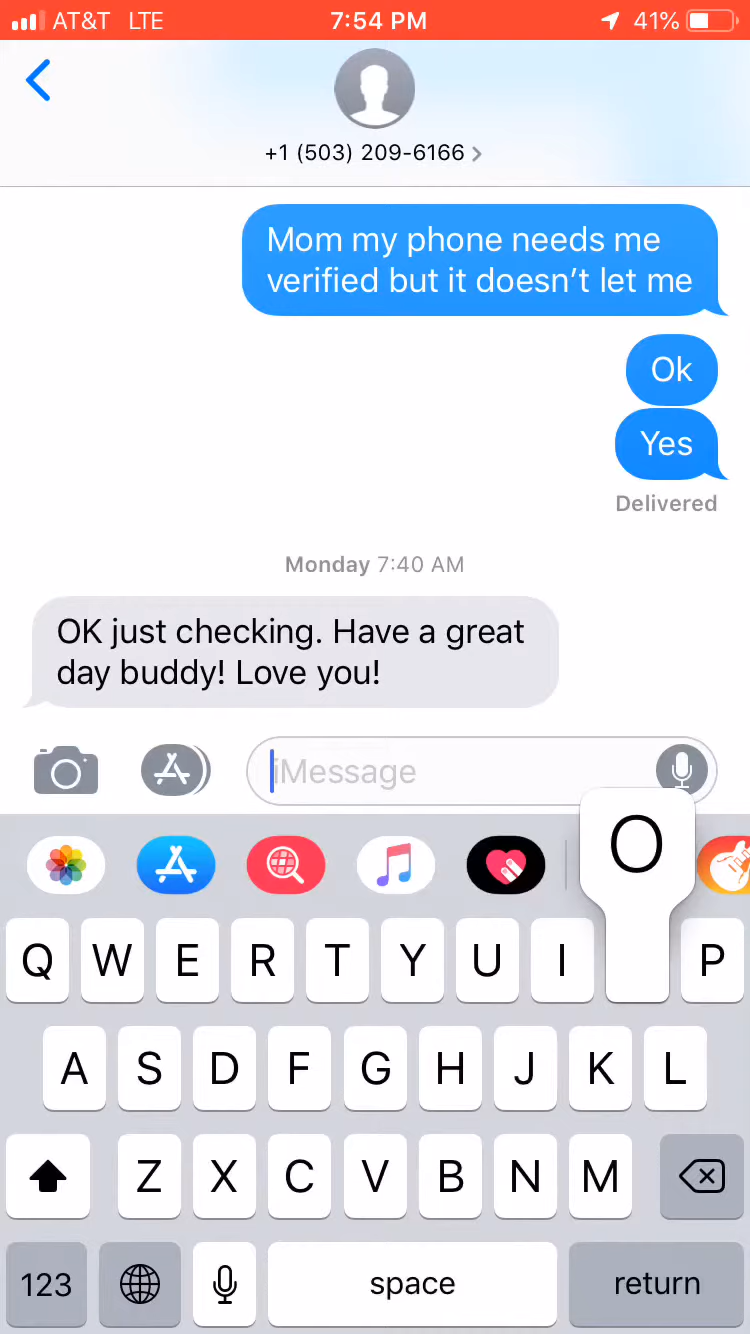 AT&T LTE 7:54 PM 41%
+1 (503) 209-6166
Mom my phone needs me
verified but it doesn’t let me
Ok
Yes
Delivered
Monday 7:40 AM
OK just checking. Have a great
day buddy! Love you!
iMessage
O
Q W E R T Y U I P
A S D F G H J K L
Z X C V B N M
123 space return